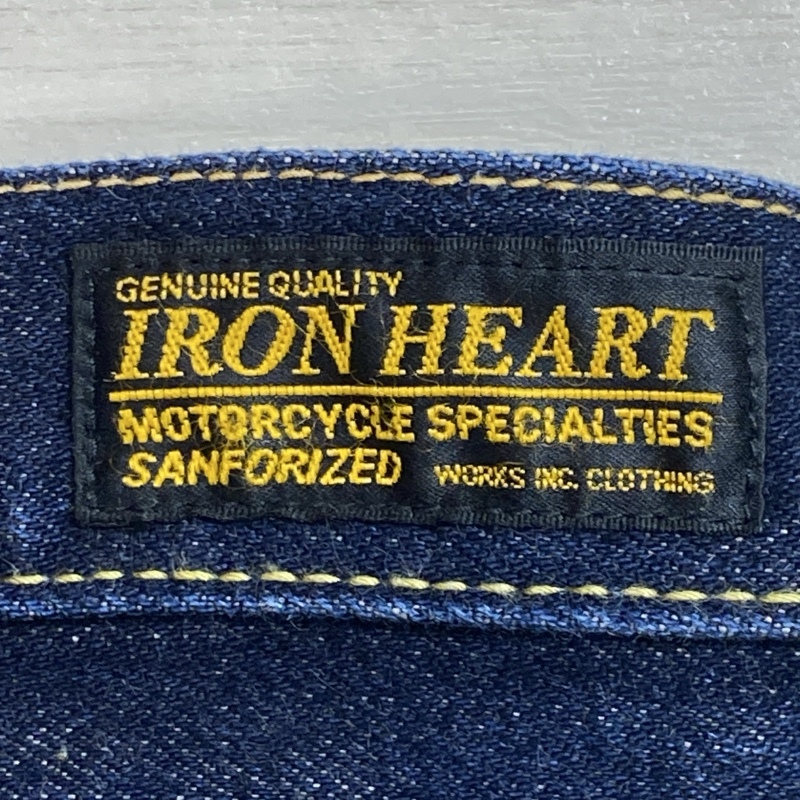 GENUINE QUALITY
IRON HEART
MOTORCYCLE SPECIALTIES
SANFORIZED WORKS INC. CLOTHING